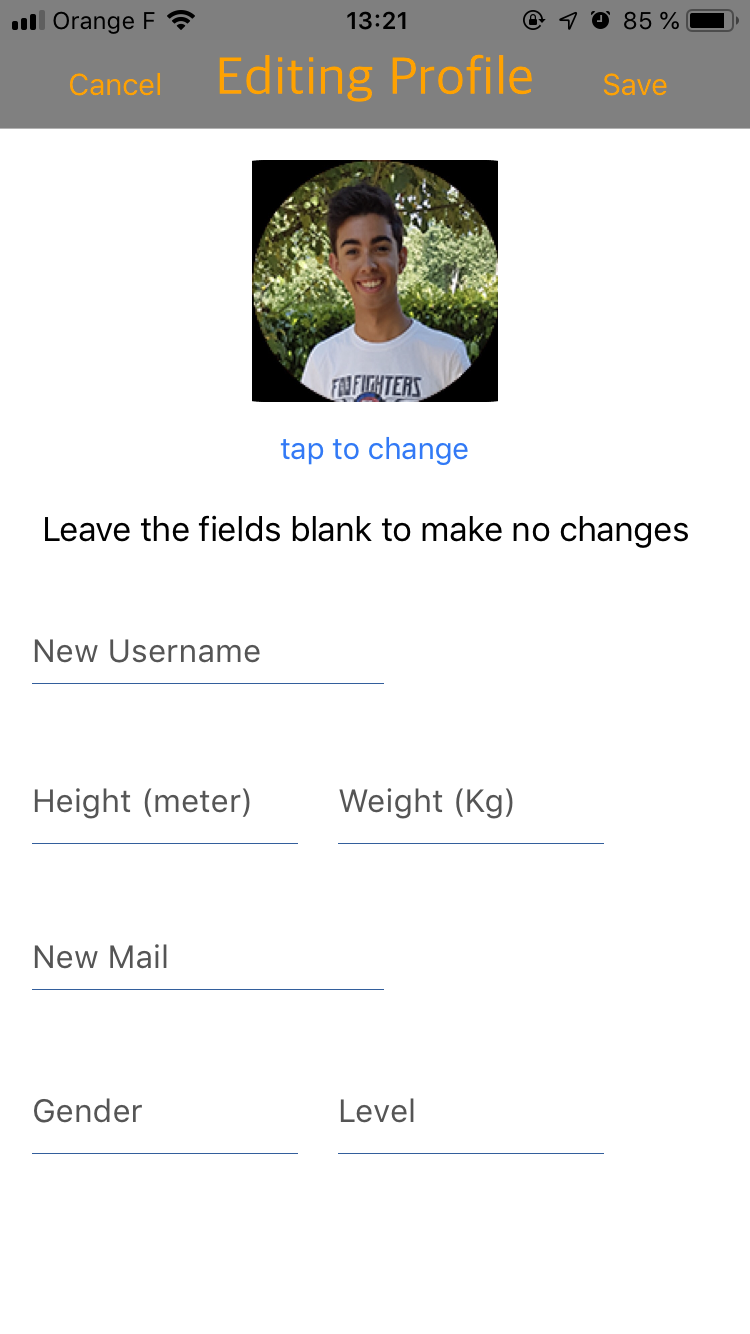 Orange F 13:21 85 %
Cancel Editing Profile Save
FOO FIGHTERS
tap to change
Leave the fields blank to make no changes
New Username
Height (meter) Weight (Kg)
New Mail
Gender Level